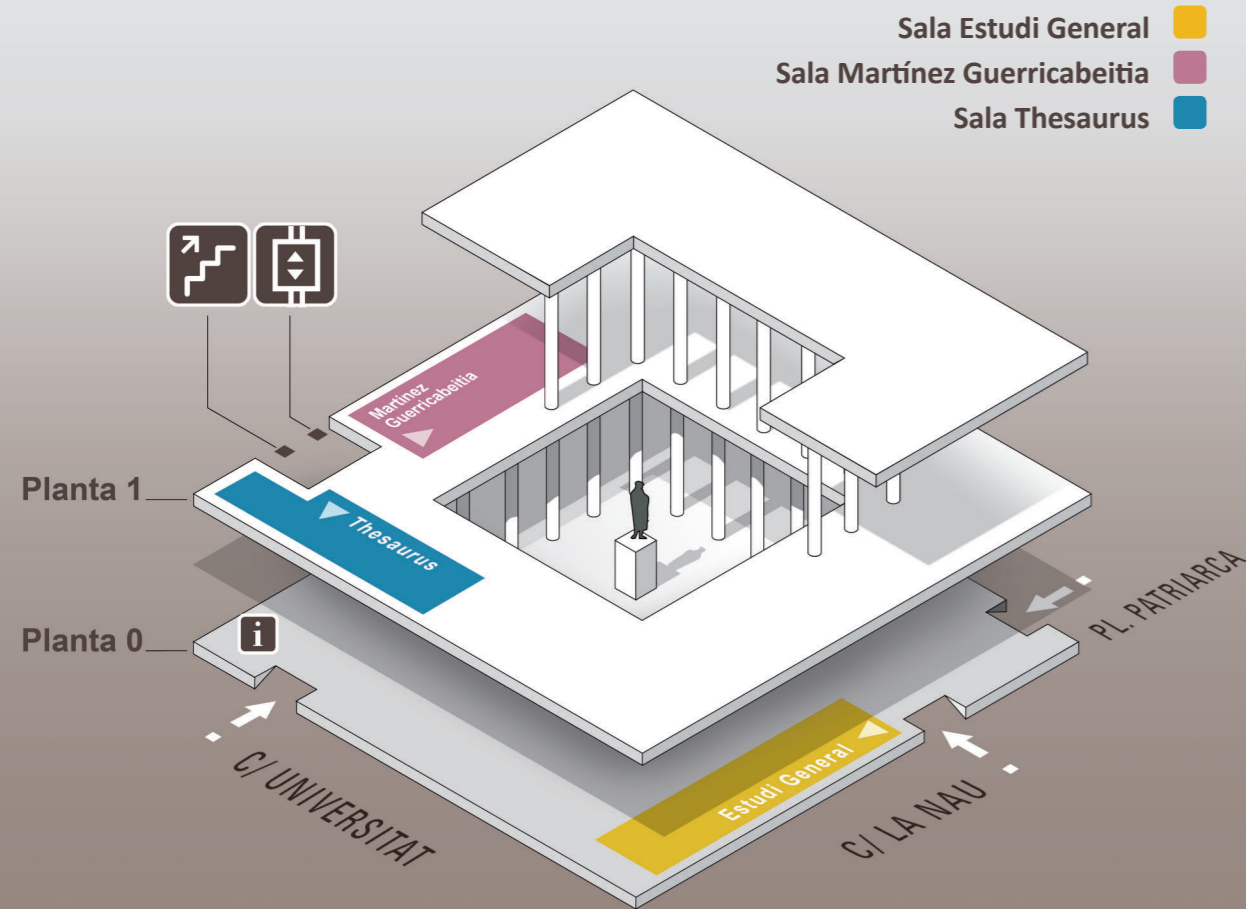 Sala Estudi General
Sala Martínez Guerricabeitia
Sala Thesaurus
Martínez
Guerricabeitia
Planta 1
Thesaurus
Planta 0
i
PL. PATRIARCA
Estudi General
C/ UNIVERSITAT
C/ LA NAU